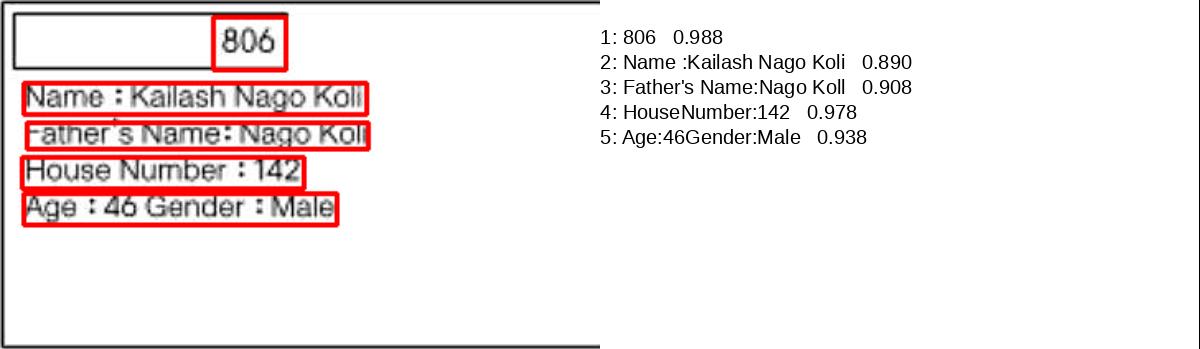 806
Name : Kailash Nago Koli
Father's Name: Nago Koli
House Number : 142
Age : 46 Gender : Male
1: 806 0.988
2: Name :Kailash Nago Koli 0.890
3: Father's Name:Nago Koll 0.908
4: HouseNumber:142 0.978
5: Age:46Gender:Male 0.938